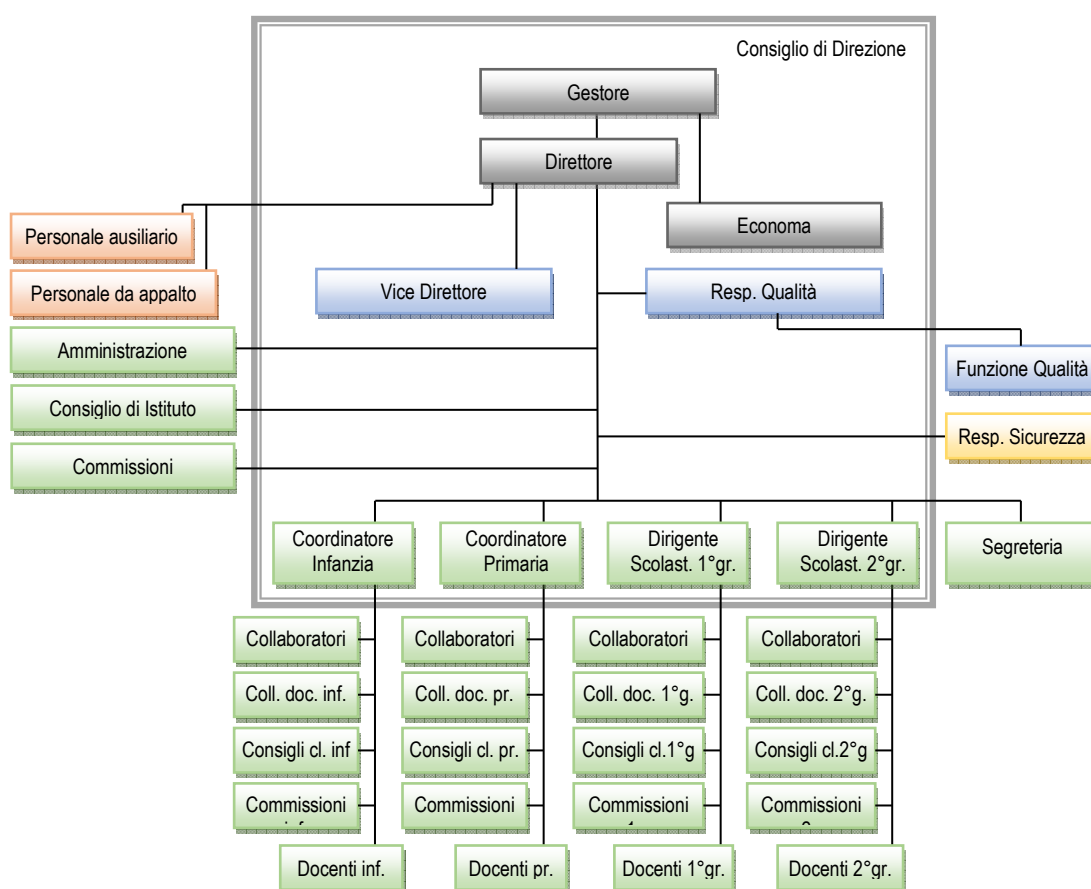 Consiglio di Direzione
Gestore
Direttore
Economa
Personale ausiliario
Personale da appalto
Vice Direttore
Resp. Qualità
Amministrazione
Funzione Qualità
Consiglio di Istituto
Resp. Sicurezza
Commissioni
Coordinatore
Infanzia
Coordinatore
Primaria
Dirigente
Scolast. 1°gr.
Dirigente
Scolast. 2°gr.
Segreteria
Collaboratori
Collaboratori
Collaboratori
Collaboratori
Coll. doc. inf.
Coll. doc. pr.
Coll. doc. 1°g.
Coll. doc. 2°g.
Consigli cl. inf
Consigli cl. pr.
Consigli cl.1°g
Consigli cl.2°g
Commissioni
Commissioni
Commissioni
Commissioni
Docenti inf.
Docenti pr.
Docenti 1°gr.
Docenti 2°gr.